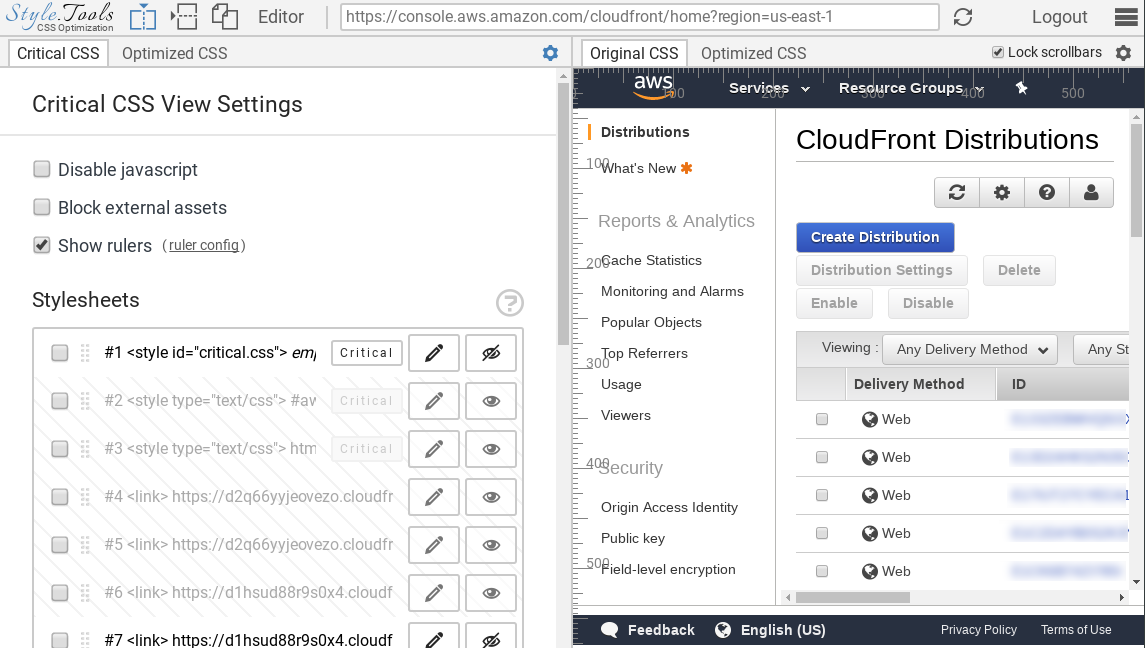 Style.Tools
CSS Optimization
Editor
https://console.aws.amazon.com/cloudfront/home?region=us-east-1
Logout
Critical CSS
Optimized CSS
Original CSS
Optimized CSS
Lock scrollbars
Critical CSS View Settings
Disable javascript
Block external assets
Show rulers (ruler config)
Stylesheets
?
#1 <style id="critical.css"> em
Critical
#2 <style type="text/css"> #aw
Critical
#3 <style type="text/css"> htm
Critical
#4 <link> https://d2q66yyjeovezo.cloudfr
#5 <link> https://d2q66yyjeovezo.cloudfr
#6 <link> https://d1hsud88r9s0x4.cloudf
#7 <link> https://d1hsud88r9s0x4.cloudf
aws
Services
Resource Groups
100
200
300
400
500
100
200
300
400
500
Distributions
What's New
Reports & Analytics
Cache Statistics
Monitoring and Alarms
Popular Objects
Top Referrers
Usage
Viewers
Security
Origin Access Identity
Public key
Field-level encryption
CloudFront Distributions
?
Create Distribution
Distribution Settings
Delete
Enable
Disable
Viewing :
Any Delivery Method
Any St
Delivery Method
ID
Web
Web
Web
Web
Web
Feedback
English (US)
Privacy Policy
Terms of Use